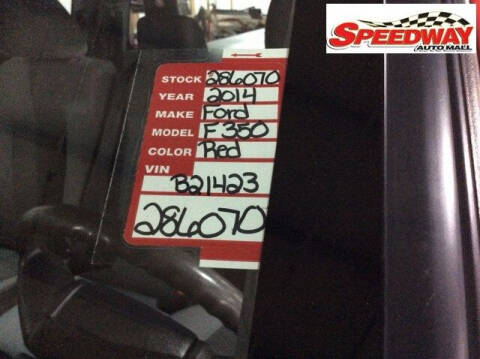 SPEEDWAY
AUTO MALL
STOCK 286070
YEAR 2014
MAKE Ford
MODEL F350
COLOR Red
VIN
B21423
286070